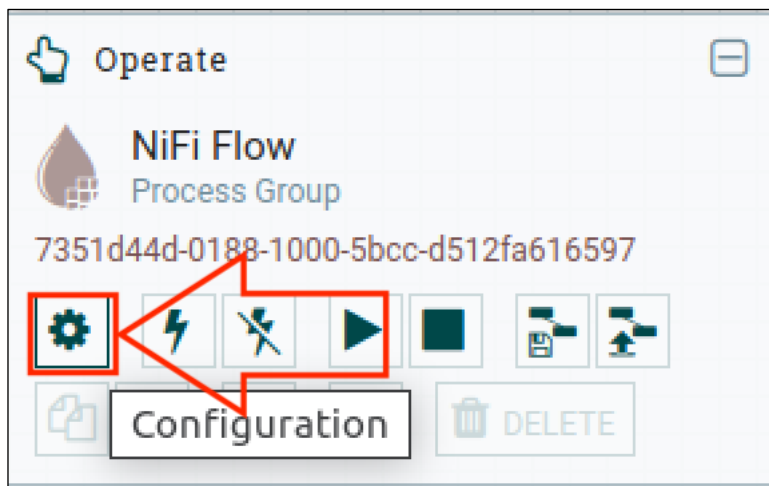 Operate
NiFi Flow
Process Group
7351d44d-0188-1000-5bcc-d512fa616597
Configuration
DELETE